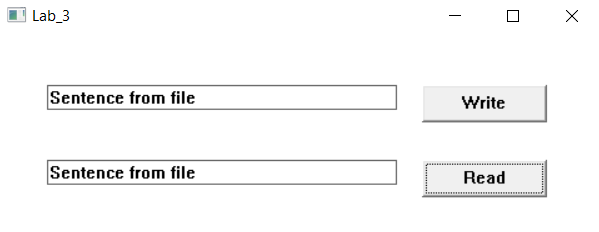 Lab_3
Sentence from file
Write
Sentence from file
Read